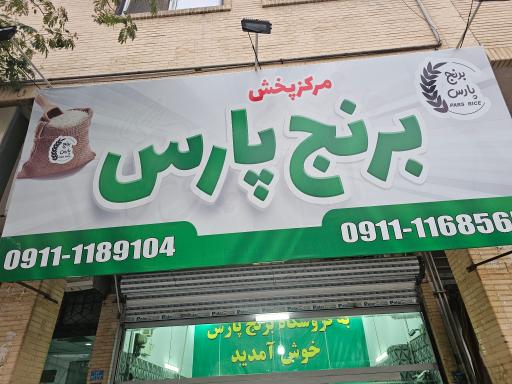 مرکز پخش
برنج پارس
برنج
پارس
PARS RICE
0911-1189104
0911-116856
به فروشگاه برنج پارس
خوش آمدید